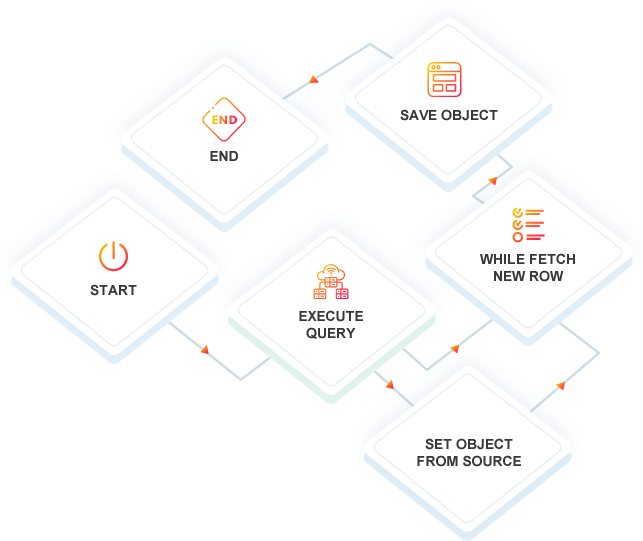 SAVE OBJECT
END
END
WHILE FETCH
NEW ROW
START
EXECUTE
QUERY
SET OBJECT
FROM SOURCE